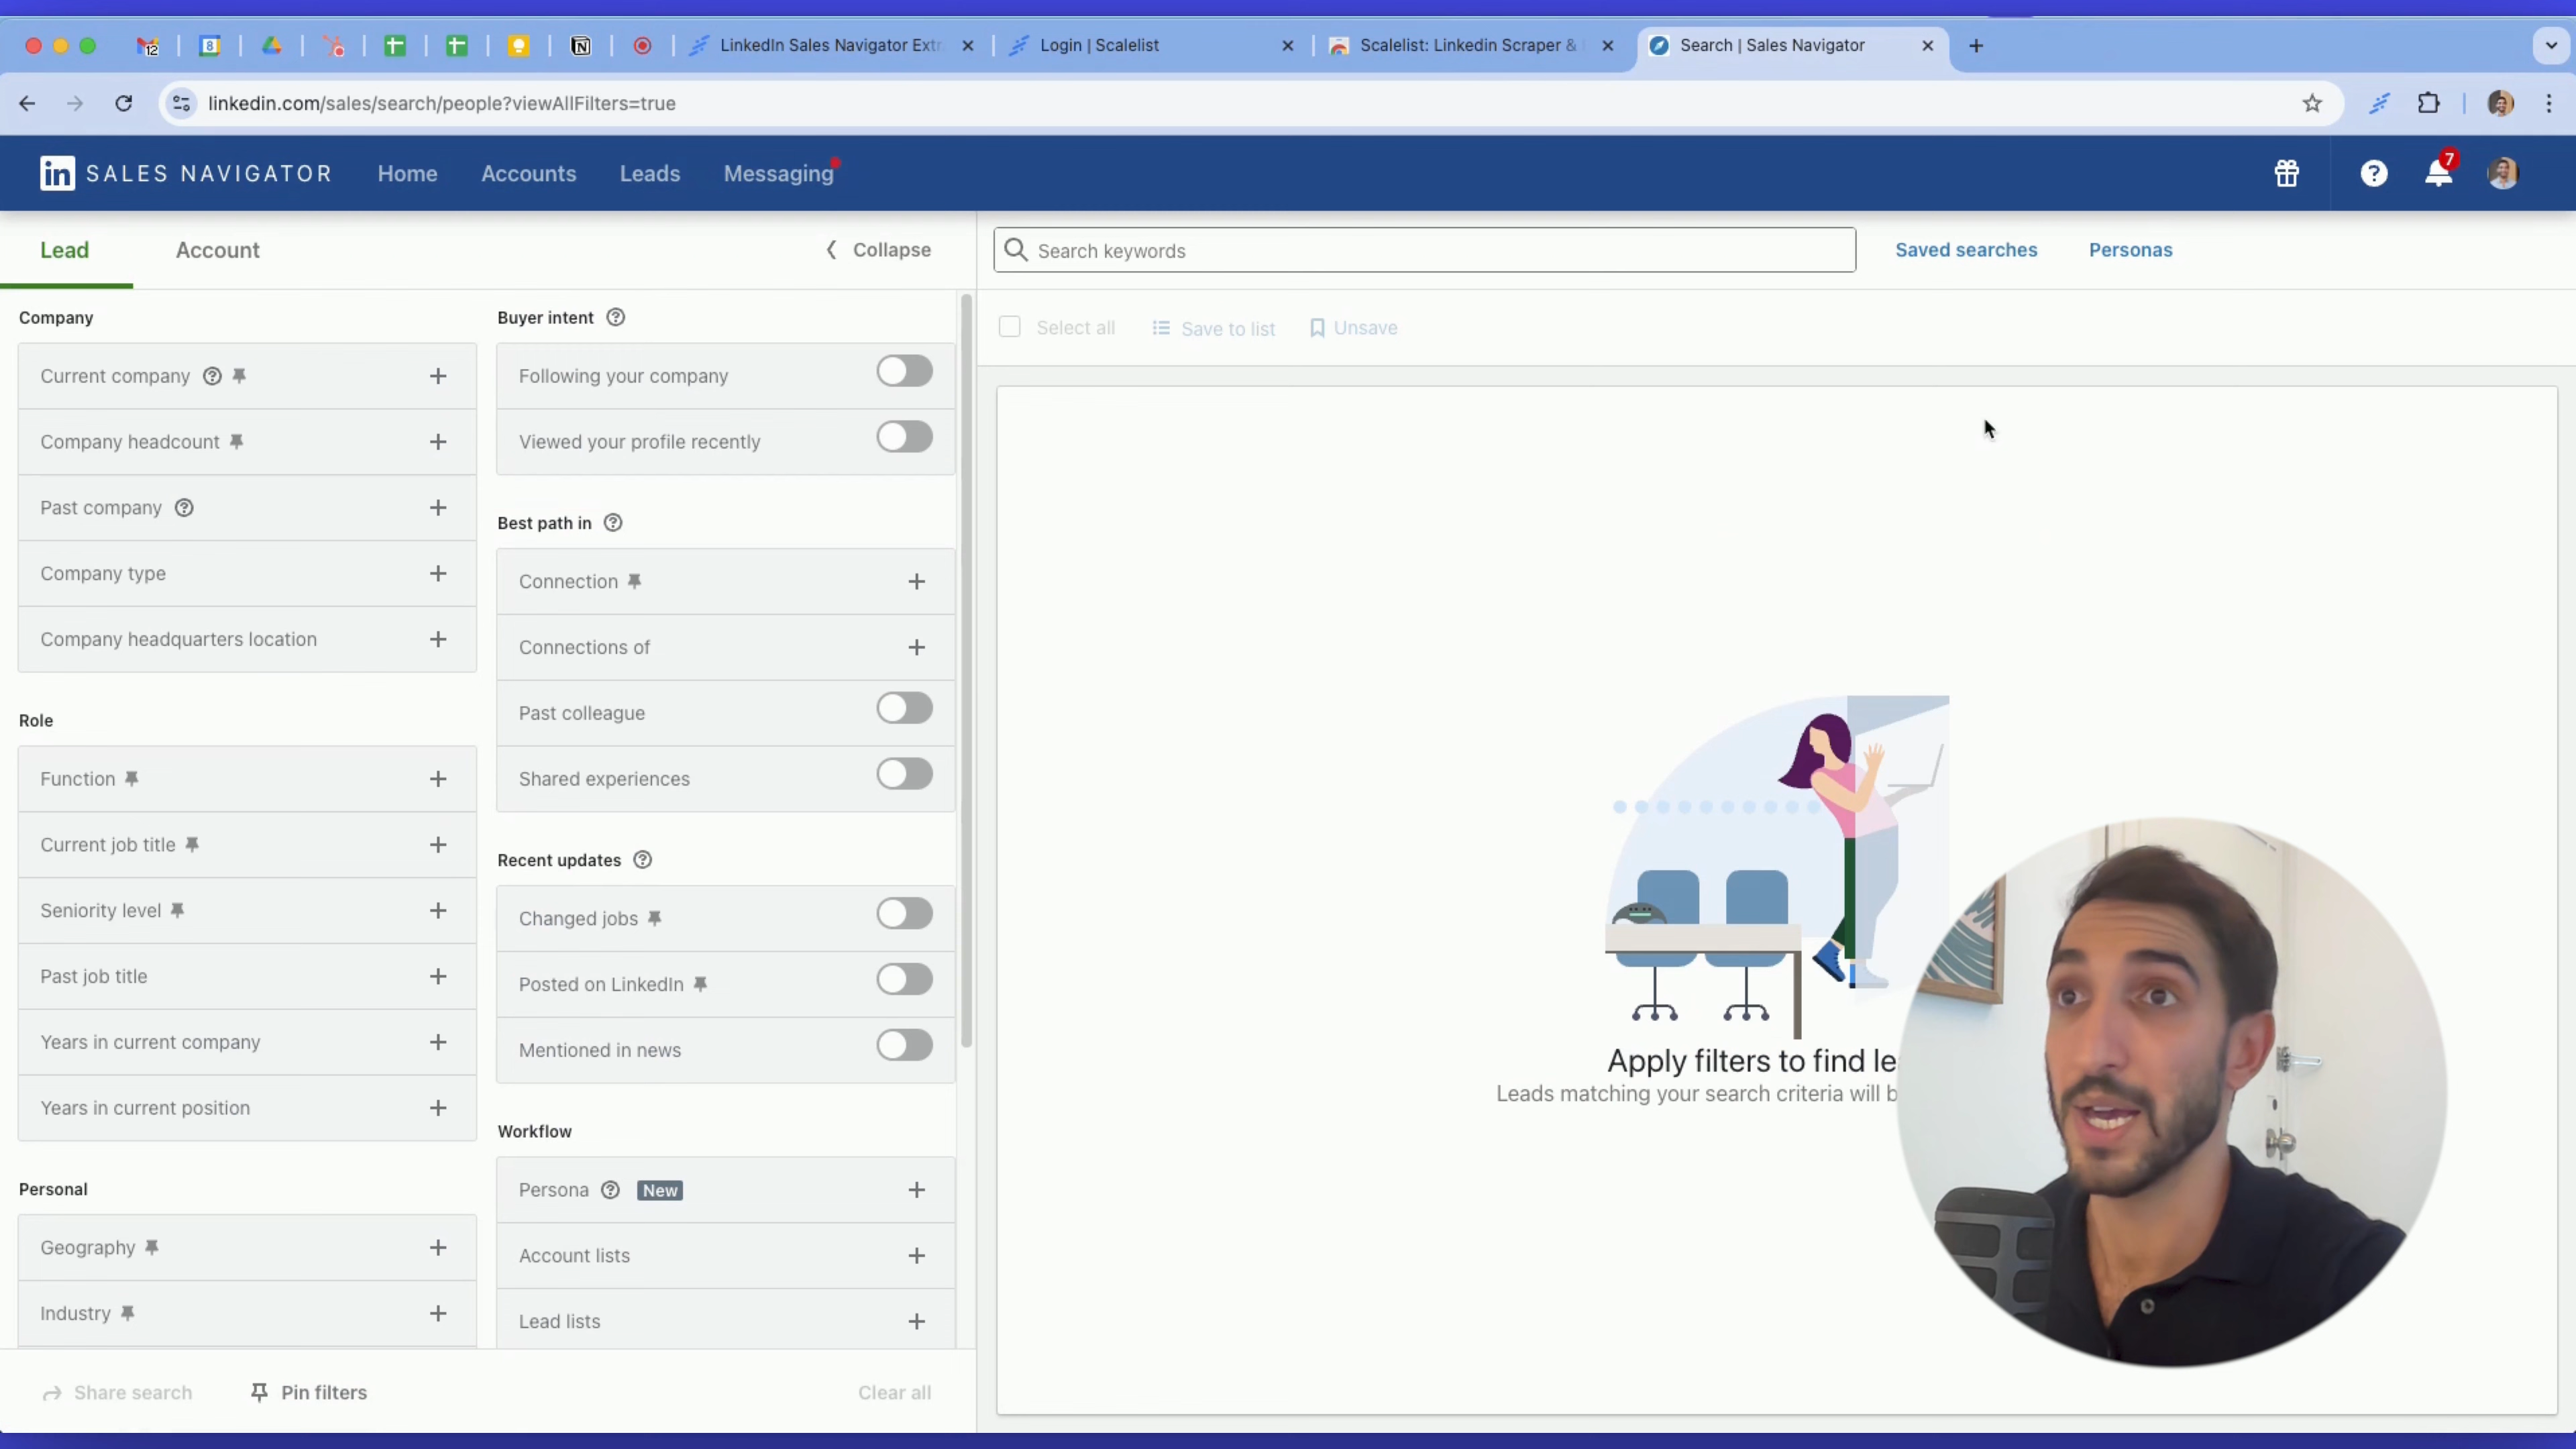 12
8
LinkedIn Sales Navigator Extr
Login | Scalelist
Scalelist: Linkedin Scraper &
Search | Sales Navigator
linkedin.com/sales/search/people?viewAllFilters=true
in SALES NAVIGATOR
Home
Accounts
Leads
Messaging
7
Lead
Account
Collapse
Search keywords
Saved searches
Personas
Select all
Save to list
Unsave
Company
Current company
Company headcount
Past company
Company type
Company headquarters location
Role
Function
Current job title
Seniority level
Past job title
Years in current company
Years in current position
Personal
Geography
Industry
Buyer intent
Following your company
Viewed your profile recently
Best path in
Connection
Connections of
Past colleague
Shared experiences
Recent updates
Changed jobs
Posted on LinkedIn
Mentioned in news
Workflow
Persona New
Account lists
Lead lists
Share search
Pin filters
Clear all
Apply filters to find le
Leads matching your search criteria will b